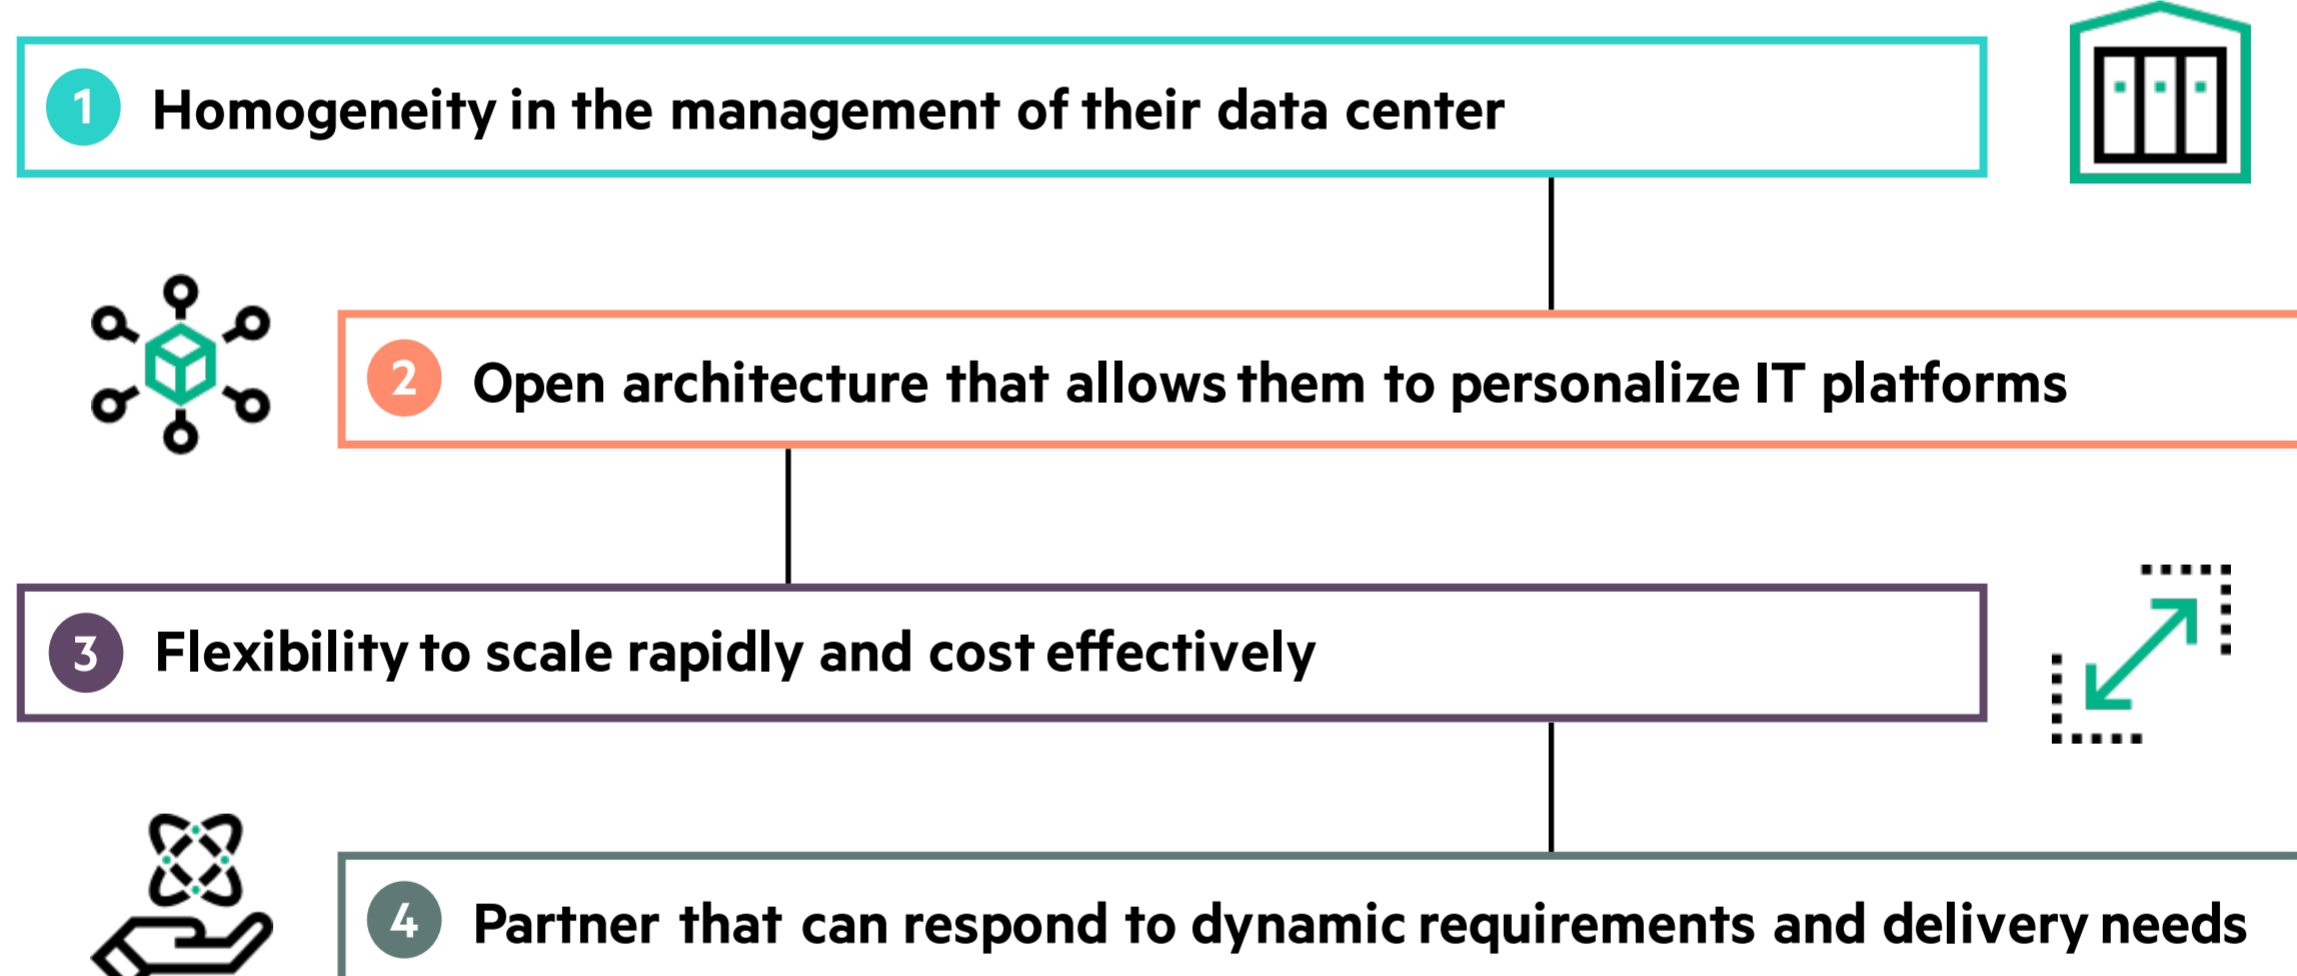 1 Homogeneity in the management of their data center
2 Open architecture that allows them to personalize IT platforms
3 Flexibility to scale rapidly and cost effectively
4 Partner that can respond to dynamic requirements and delivery needs